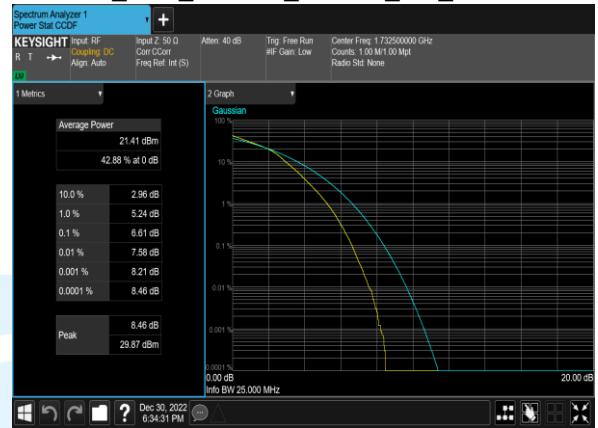 Spectrum Analyzer 1
Power Stat CCDF
KEYSIGHT
R T
LU
Input: RF
Coupling: DC
Align: Auto
Input Z: 50 Ω
Corr CCorr
Freq Ref: Int (S)
Atten: 40 dB
Trig: Free Run
#IF Gain: Low
Center Freq: 1.732500000 GHz
Counts: 1.00 M/1.00 Mpt
Radio Std: None
1 Metrics
Average Power
21.41 dBm
42.88 % at 0 dB
10.0 % 2.96 dB
1.0 % 5.24 dB
0.1 % 6.61 dB
0.01 % 7.58 dB
0.001 % 8.21 dB
0.0001 % 8.46 dB
Peak
8.46 dB
29.87 dBm
2 Graph
Gaussian
100 %
10 %
1 %
0.1 %
0.01 %
0.001 %
0.0001 %
0.00 dB
20.00 dB
Info BW 25.000 MHz
?
Dec 30, 2022
6:34:31 PM